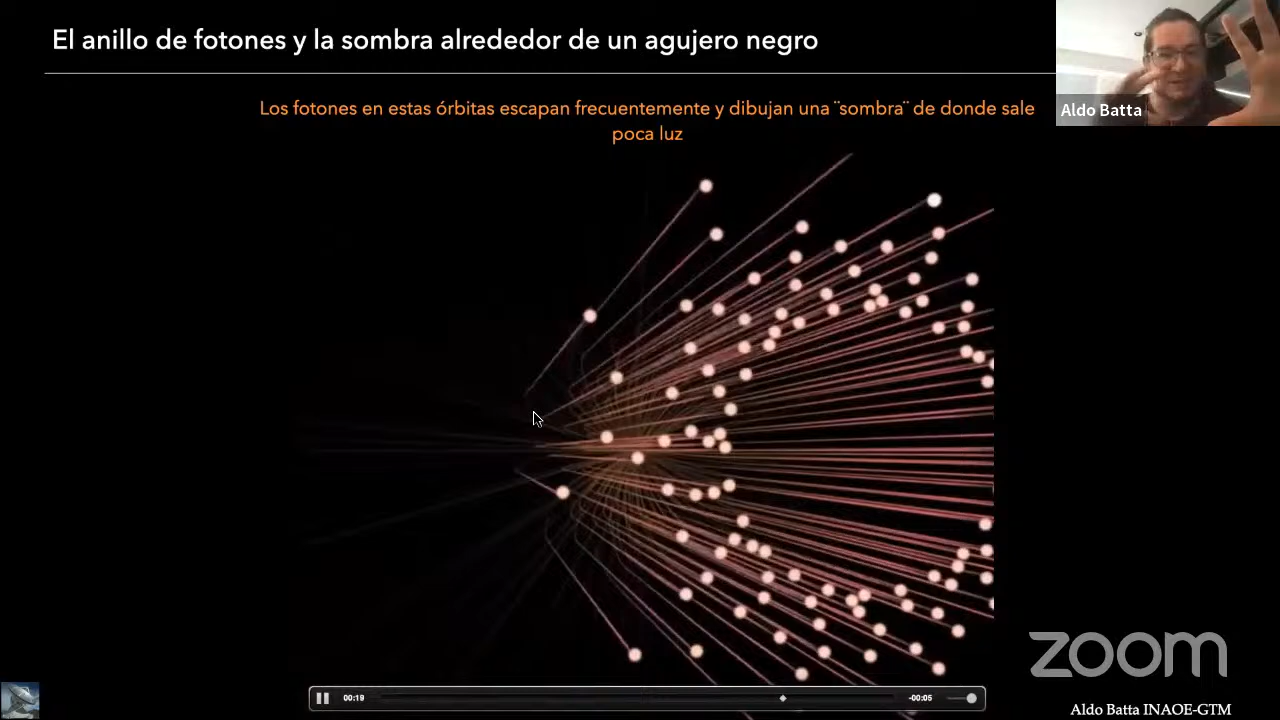 El anillo de fotones y la sombra alrededor de un agujero negro
Los fotones en estas órbitas escapan frecuentemente y dibujan una ¨sombra¨ de donde sale
poca luz
Aldo Batta
00:19
-00:05
zoom
Aldo Batta INAOE-GTM